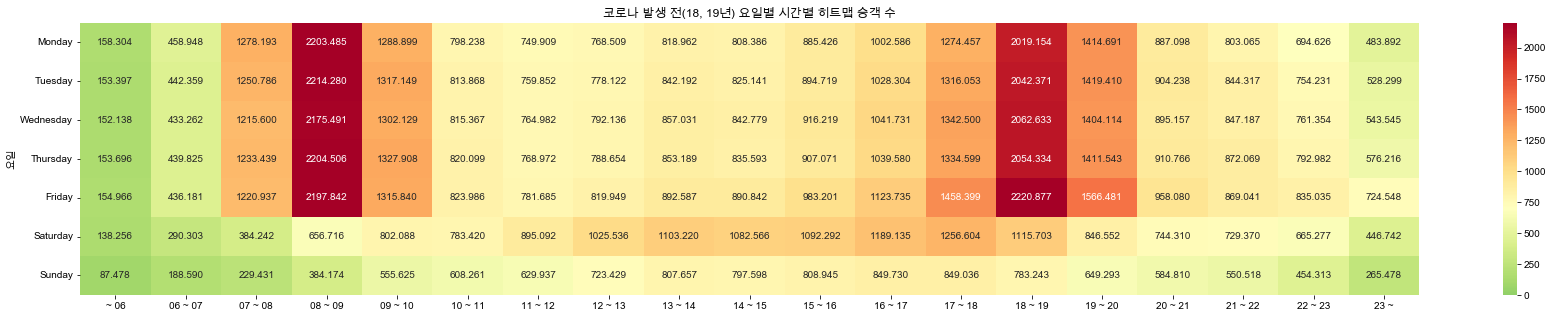 코로나 발생 전(18, 19년) 요일별 시간별 히트맵 승객 수
요일
Monday 158.304 458.948 1278.193 2203.485 1288.899 798.238 749.909 768.509 818.962 808.386 885.426 1002.586 1274.457 2019.154 1414.691 887.098 803.065 694.626 483.892
Tuesday 153.397 442.359 1250.786 2214.280 1317.149 813.868 759.852 778.122 842.192 825.141 894.719 1028.304 1316.053 2042.371 1419.410 904.238 844.317 754.231 528.299
Wednesday 152.138 433.262 1215.600 2175.491 1302.129 815.367 764.982 792.136 857.031 842.779 916.219 1041.731 1342.500 2062.633 1404.114 895.157 847.187 761.354 543.545
Thursday 153.696 439.825 1233.439 2204.506 1327.908 820.099 768.972 788.654 853.189 835.593 907.071 1039.580 1334.599 2054.334 1411.543 910.766 872.069 792.982 576.216
Friday 154.966 436.181 1220.937 2197.842 1315.840 823.986 781.685 819.949 892.587 890.842 983.201 1123.735 1458.399 2220.877 1566.481 958.080 869.041 835.035 724.548
Saturday 138.256 290.303 384.242 656.716 802.088 783.420 895.092 1025.536 1103.220 1082.566 1092.292 1189.135 1256.604 1115.703 846.552 744.310 729.370 665.277 446.742
Sunday 87.478 188.590 229.431 384.174 555.625 608.261 629.937 723.429 807.657 797.598 808.945 849.730 849.036 783.243 649.293 584.810 550.518 454.313 265.478
~ 06 06 ~ 07 07 ~ 08 08 ~ 09 09 ~ 10 10 ~ 11 11 ~ 12 12 ~ 13 13 ~ 14 14 ~ 15 15 ~ 16 16 ~ 17 17 ~ 18 18 ~ 19 19 ~ 20 20 ~ 21 21 ~ 22 22 ~ 23 23 ~
2000
1750
1500
1250
1000
750
500
250
0